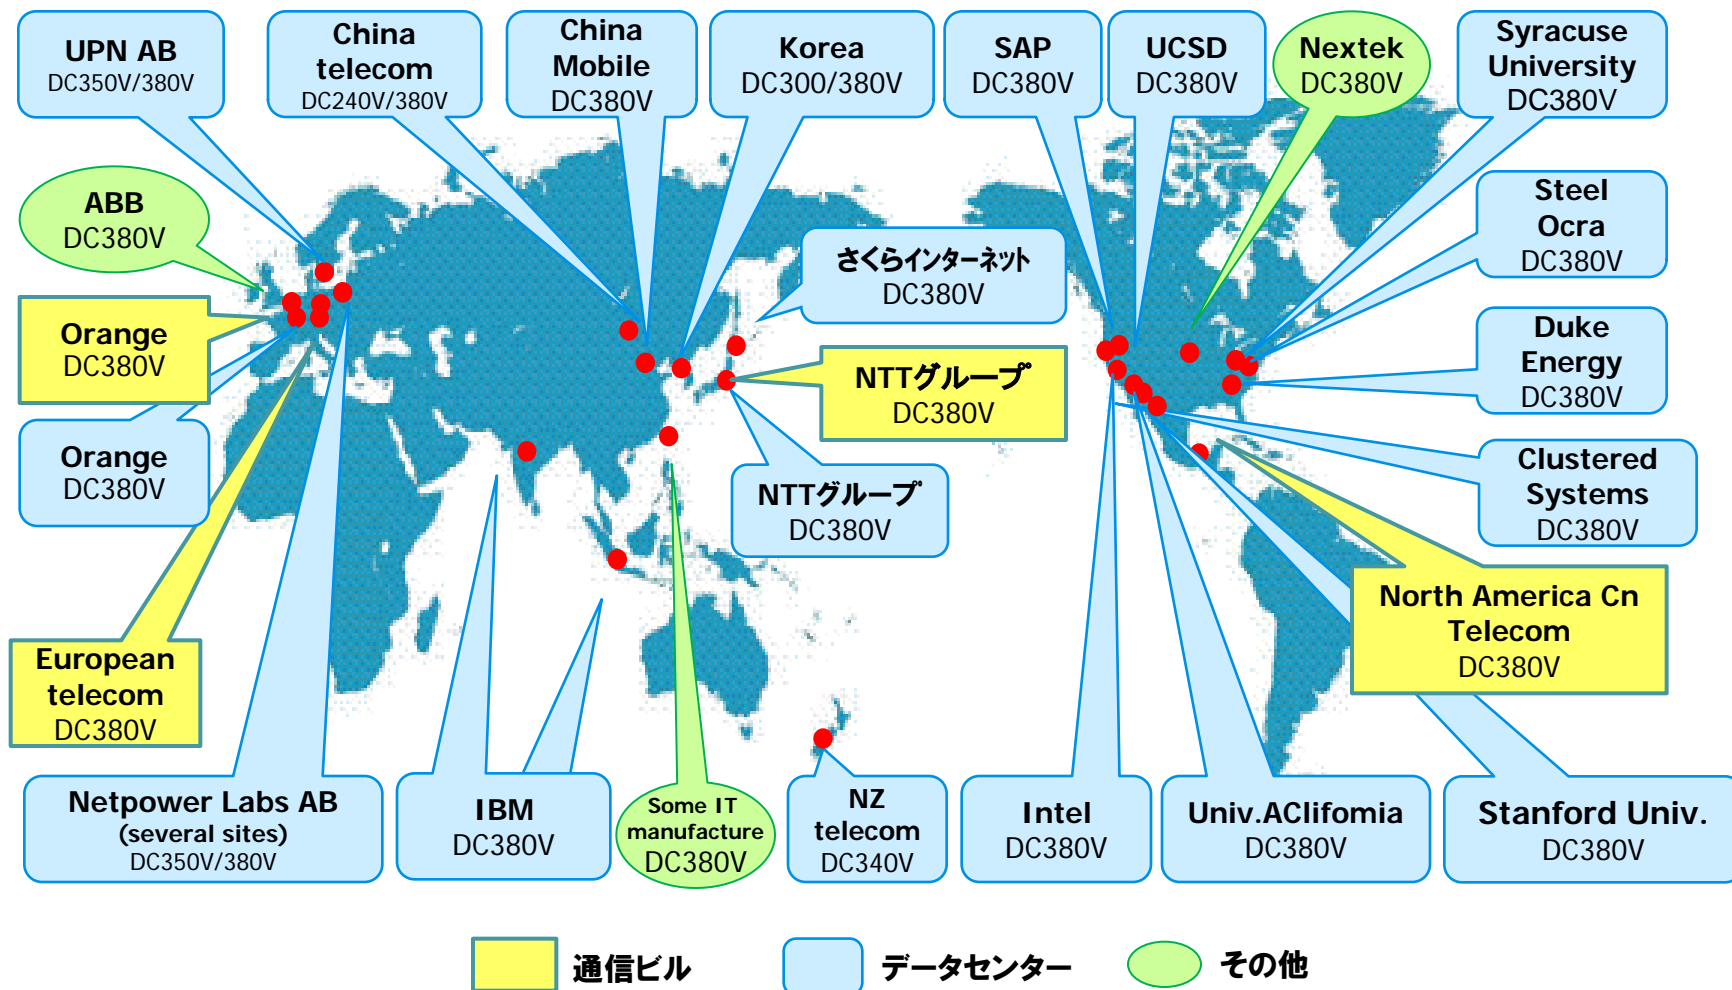 UPN AB
DC350V/380V
China
telecom
DC240V/380V
China
Mobile
DC380V
Korea
DC300/380V
SAP
DC380V
UCSD
DC380V
Nextek
DC380V
Syracuse
University
DC380V
ABB
DC380V
Steel
Ocra
DC380V
さくらインターネット
DC380V
Orange
DC380V
NTTグループ
DC380V
Duke
Energy
DC380V
Orange
DC380V
NTTグループ
DC380V
Clustered
Systems
DC380V
North America Cn
Telecom
DC380V
European
telecom
DC380V
Netpower Labs AB
(several sites)
DC350V/380V
IBM
DC380V
Some IT
manufacture
DC380V
NZ
telecom
DC340V
Intel
DC380V
Univ.AClifomia
DC380V
Stanford Univ.
DC380V
通信ビル
データセンター
その他